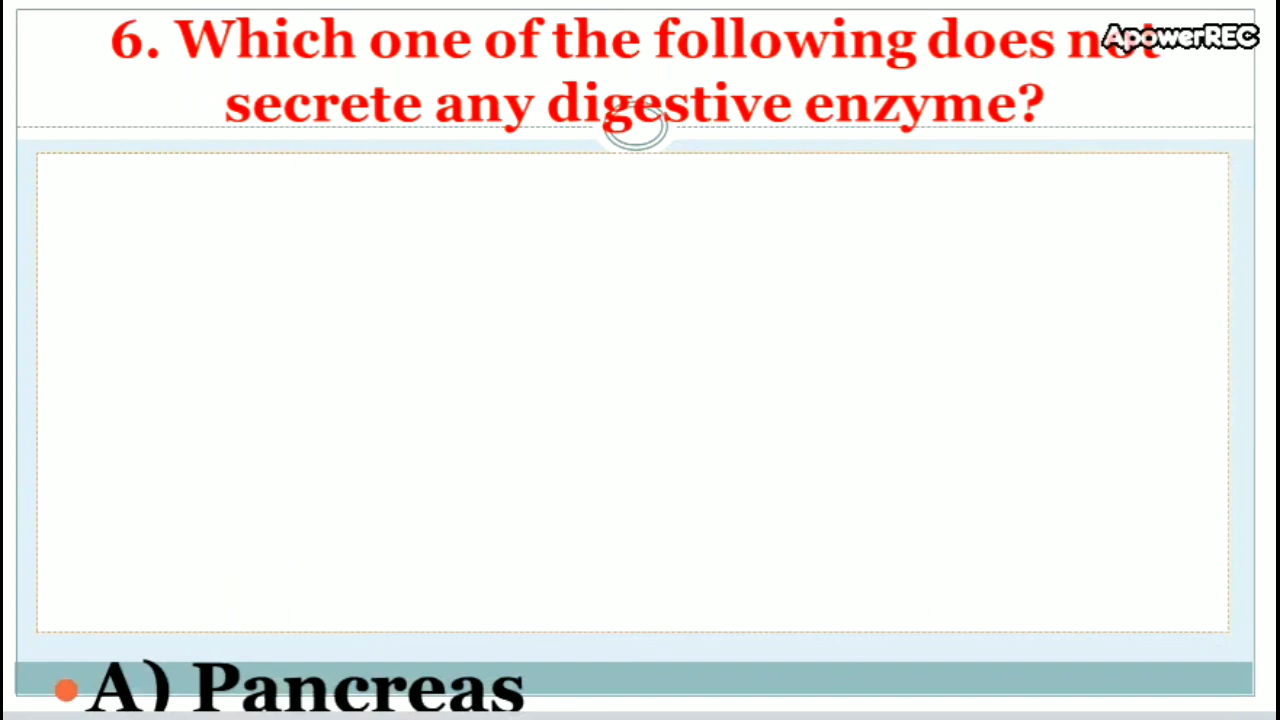 6. Which one of the following does not
ApowerREC
secrete any digestive enzyme?
A) Pancreas